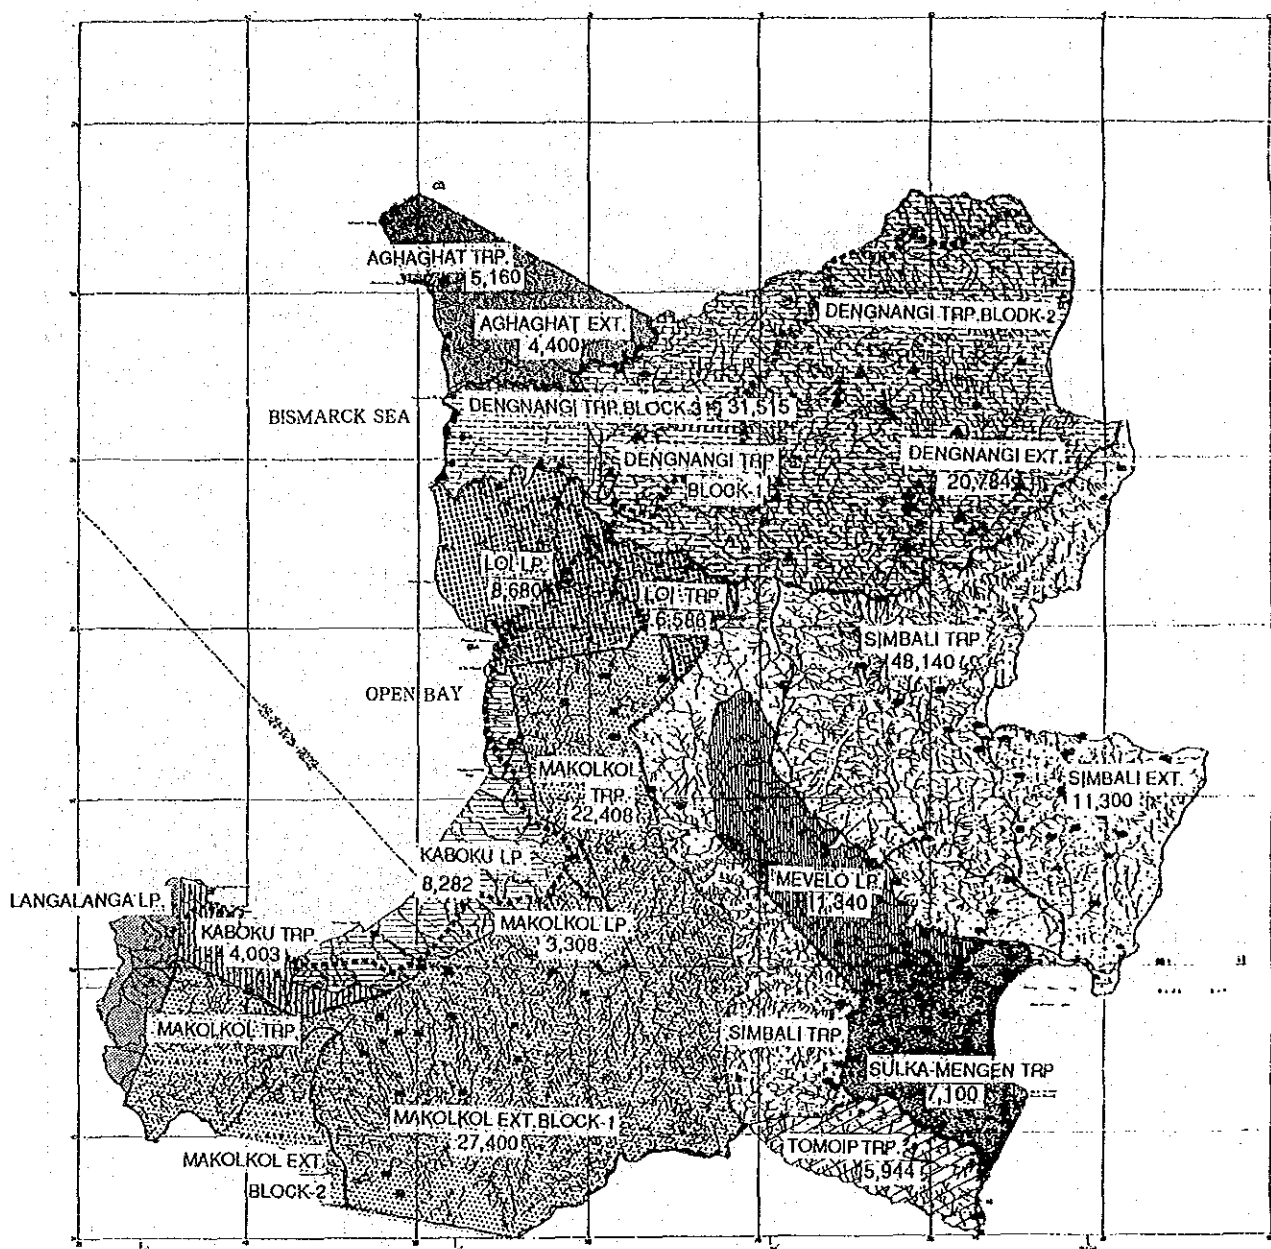 AGHAGHAT TRP.
5,160
AGHAGHAT EXT.
4,400
DENGNANGI TRP.BLODK-2
BISMARCK SEA
DENGNANGI TRP.BLOCK-3
31,515
DENGNANGI TRP
BLOCK-1
DENGNANGI EXT.
20,784
LOI LP.
8,680
LOI TRP.
6,586
SIMBALI TRP
48,140
OPEN BAY
MAKOLKOL
TRP.
22,408
SIMBALI EXT.
11,300
KABOKU LP.
8,282
MEVELO LP.
11,340
LANGALANGA LP.
KABOKU TRP
4,003
MAKOLKOL LP
3,308
MAKOLKOL TRP.
SIMBALI TRP.
SULKA-MENGEN TRP
7,100
MAKOLKOL EXT.BLOCK-1
27,400
TOMOIP TRP.
5,944
MAKOLKOL EXT.
BLOCK-2